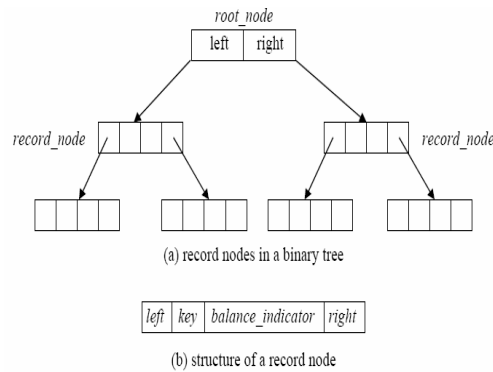 root_node
left right
record_node record_node
(a) record nodes in a binary tree
left key balance_indicator right
(b) structure of a record node